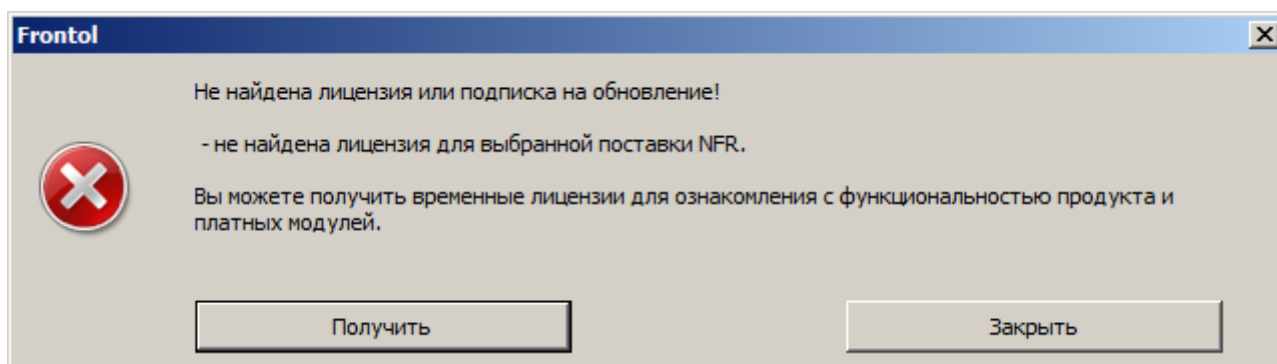 Frontol
Не найдена лицензия или подписка на обновление!
- не найдена лицензия для выбранной поставки NFR.
Вы можете получить временные лицензии для ознакомления с функциональностью продукта и
платных модулей.
Получить
Закрыть